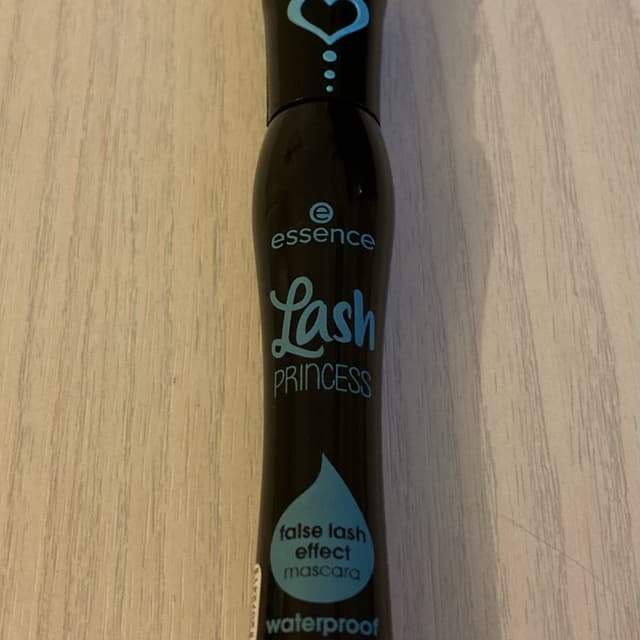 essence
Lash
PRINCESS
false lash
effect
mascara
waterproof